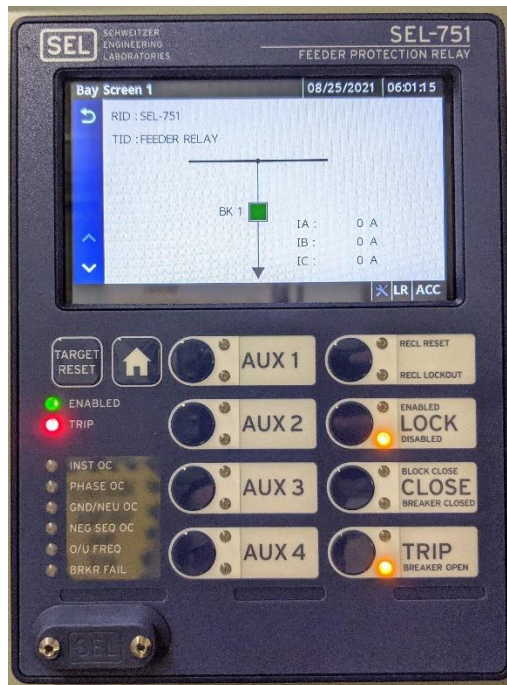 SEL SCHWEITZER
ENGINEERING
LABORATORIES
SEL-751
FEEDER PROTECTION RELAY
Bay Screen 1 08/25/2021 06:01:15
RID : SEL-751
TID : FEEDER RELAY
BK 1
IA : 0 A
IB : 0 A
IC : 0 A
LR ACC
TARGET
RESET
ENABLED
TRIP
INST OC
PHASE OC
GND/NEU OC
NEG SEQ OC
O/U FREQ
BRKR FAIL
AUX 1
AUX 2
AUX 3
AUX 4
RECL RESET
RECL LOCKOUT
ENABLED
LOCK
DISABLED
BLOCK CLOSE
CLOSE
BREAKER CLOSED
TRIP
BREAKER OPEN
SEL